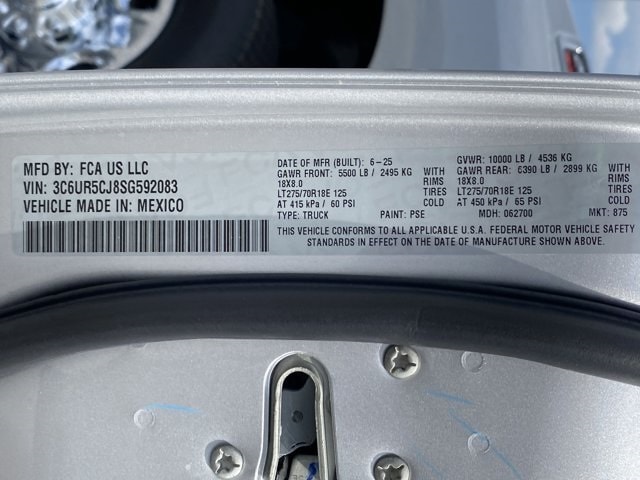 MFD BY: FCA US LLC
VIN: 3C6UR5CJ8SG592083
VEHICLE MADE IN: MEXICO
DATE OF MFR (BUILT): 6-25
GAWR FRONT: 5500 LB / 2495 KG WITH
18X8.0 RIMS
LT275/70R18E 125 TIRES
AT 415 kPa / 60 PSI COLD
TYPE: TRUCK PAINT: PSE
GVWR: 10000 LB / 4536 KG
GAWR REAR: 6390 LB / 2899 KG WITH
18X8.0 RIMS
LT275/70R18E 125 TIRES
AT 450 kPa / 65 PSI COLD
MDH: 062700 MKT: 875
THIS VEHICLE CONFORMS TO ALL APPLICABLE U.S.A. FEDERAL MOTOR VEHICLE SAFETY
STANDARDS IN EFFECT ON THE DATE OF MANUFACTURE SHOWN ABOVE.